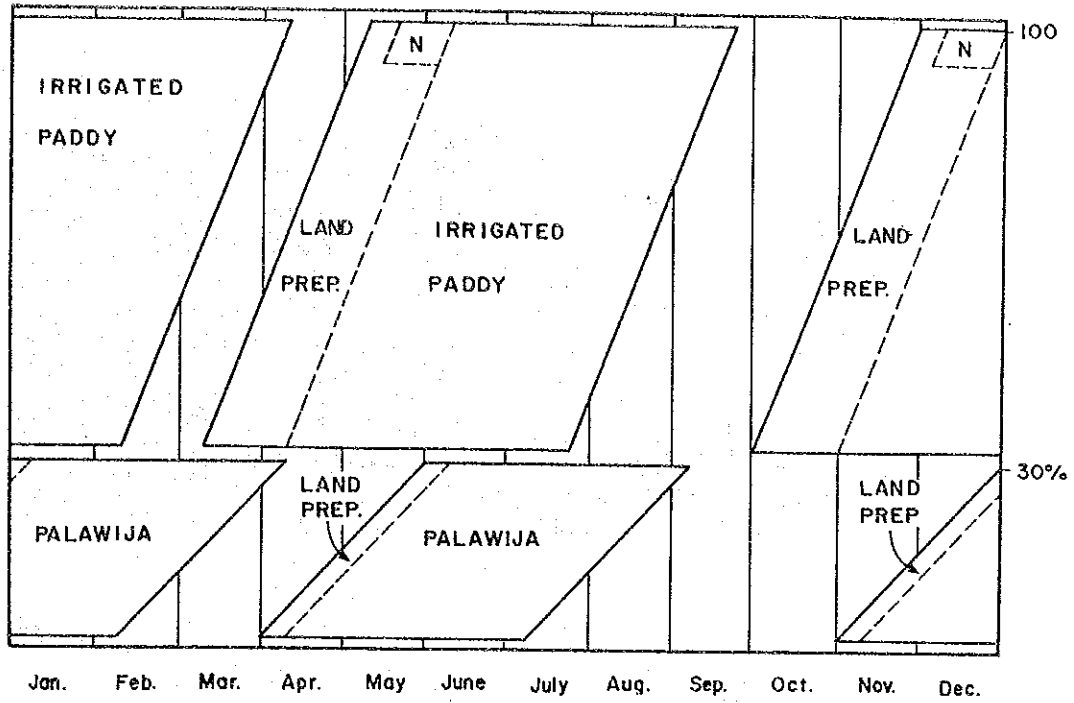 N
N
100
IRRIGATED
PADDY
LAND
PREP.
IRRIGATED
PADDY
LAND
PREP.
30%
LAND
PREP.
LAND
PREP
PALAWIJA
PALAWIJA
Jan. Feb. Mar. Apr. May June July Aug. Sep. Oct. Nov. Dec.